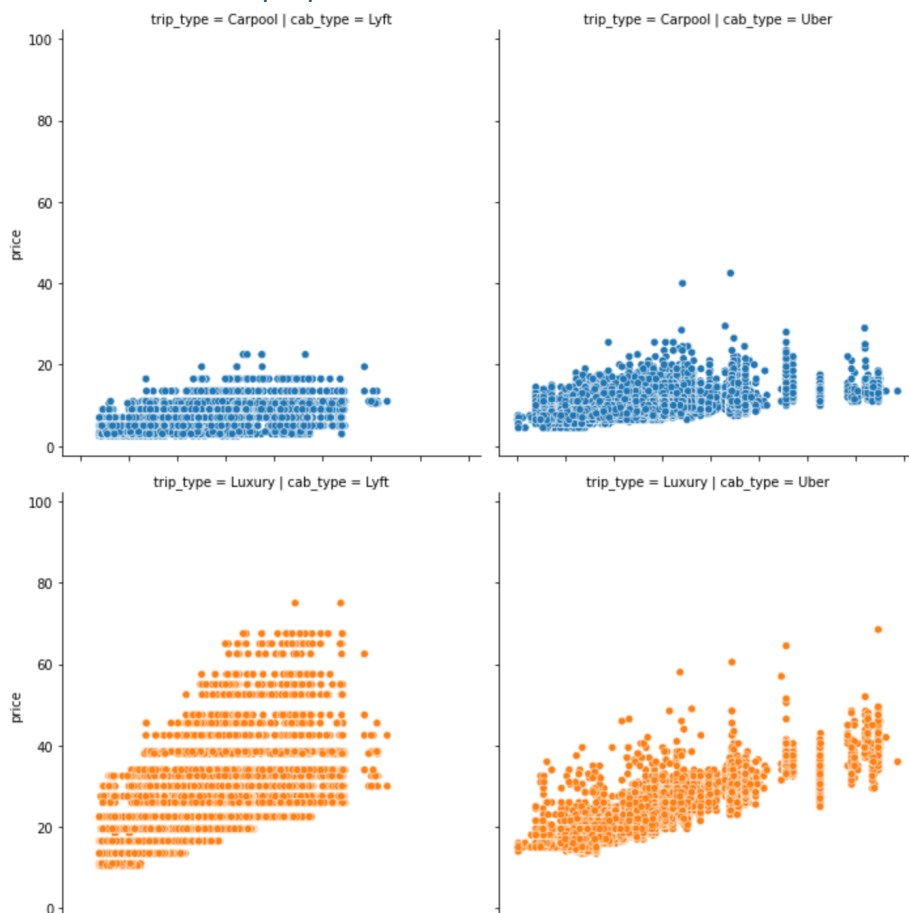 trip_type = Carpool | cab_type = Lyft
trip_type = Carpool | cab_type = Uber
100
80
60
price
40
20
0
trip_type = Luxury | cab_type = Lyft
trip_type = Luxury | cab_type = Uber
100
80
60
price
40
20
0